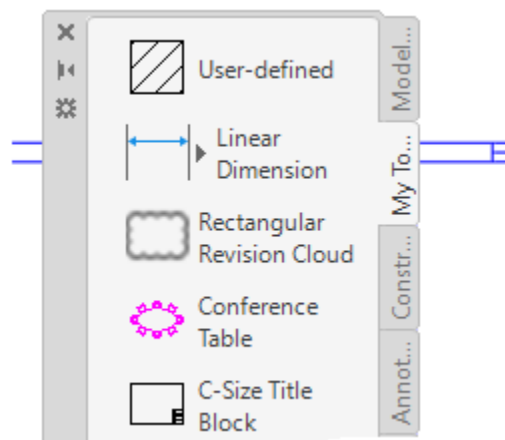 User-defined
Linear
Dimension
Rectangular
Revision Cloud
Conference
Table
C-Size Title
Block
Model...
My To...
Constr...
Annot...